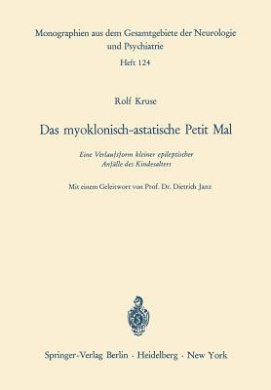 Monographien aus dem Gesamtgebiete der Neurologie
und Psychiatrie
Heft 124
Rolf Kruse
Das myoklonisch-astatische Petit Mal
Eine Verlaufsform kleiner epileptischer
Anfälle des Kindesalters
Mit einem Geleitwort von Prof. Dr. Dietrich Janz
Springer-Verlag Berlin · Heidelberg · New York